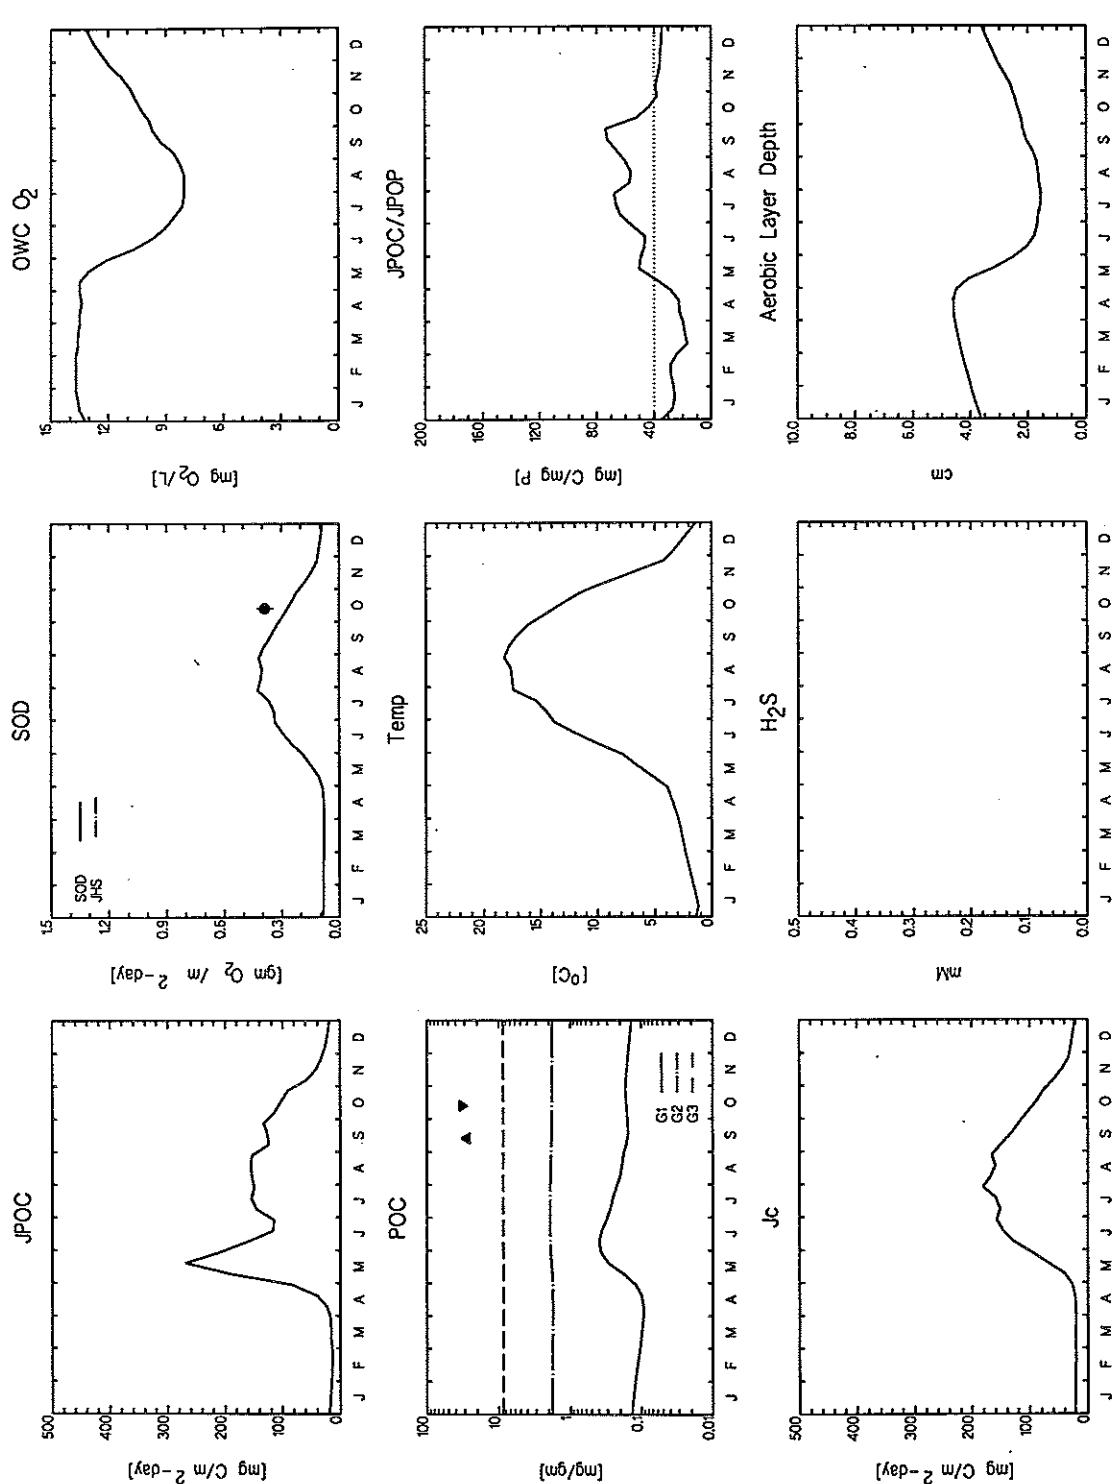 JPOC
[mg C/m²-day]
500
400
300
200
100
0
J F M A M J J A S O N D
SOD
[gm O₂ /m²-day]
1.5
1.2
0.9
0.6
0.3
0.0
SOD
JHS
J F M A M J J A S O N D
OWC O₂
[mg O₂/L]
15
12
9
6
3
0
J F M A M J J A S O N D
POC
[mg/gm]
100
10
1
0.1
0.01
G1
G2
G3
J F M A M J J A S O N D
Temp
[⁰C]
25
20
15
10
5
0
J F M A M J J A S O N D
JPOC/JPOP
[mg C/mg P]
200
160
120
80
40
0
J F M A M J J A S O N D
Jc
[mg C/m²-day]
500
400
300
200
100
0
J F M A M J J A S O N D
H₂S
mM
0.5
0.4
0.3
0.2
0.1
0.0
J F M A M J J A S O N D
Aerobic Layer Depth
cm
10.0
8.0
6.0
4.0
2.0
0.0
J F M A M J J A S O N D